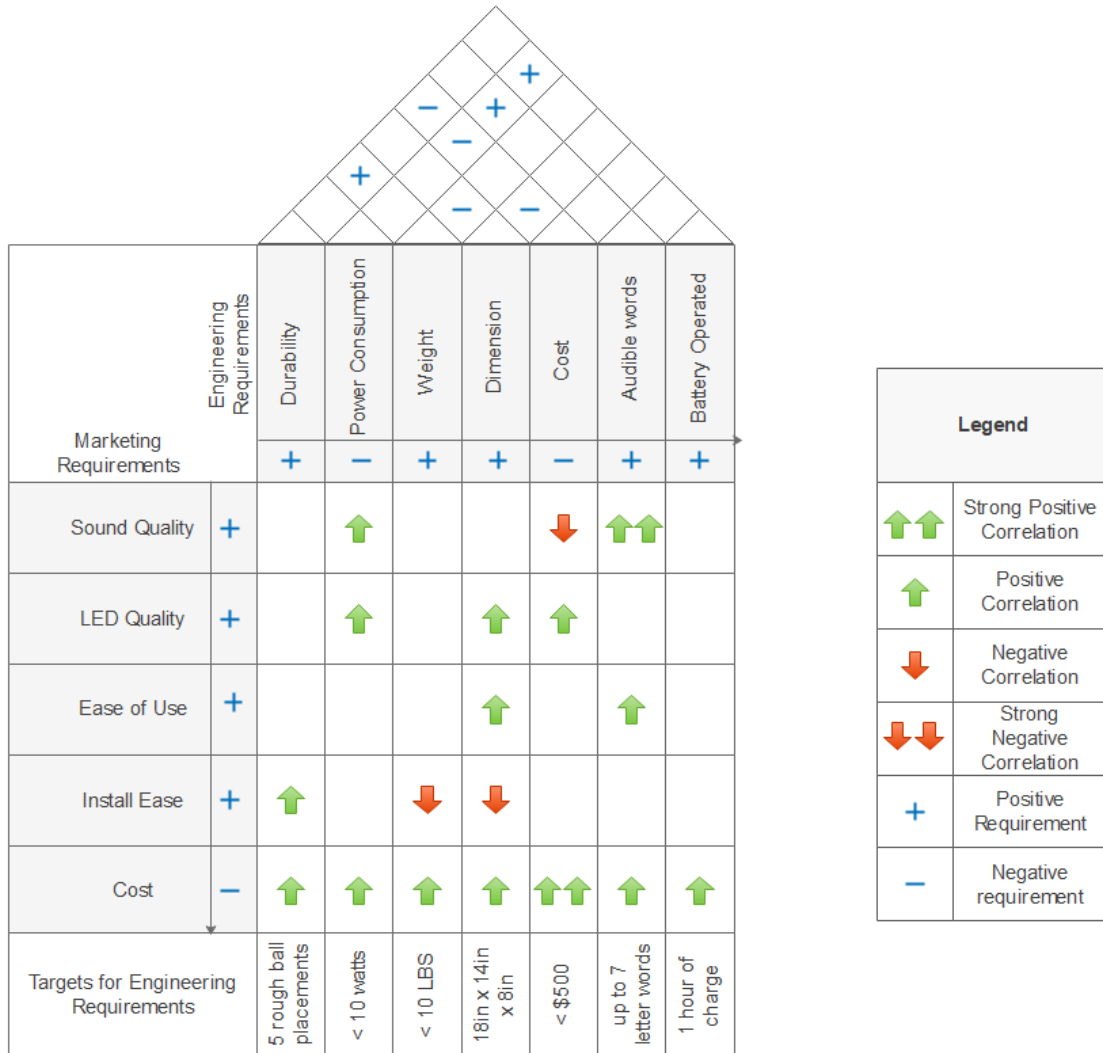 Engineering
Requirements
Durability
Power Consumption
Weight
Dimension
Cost
Audible words
Battery Operated
Marketing
Requirements
+ − + + − + +
Sound Quality +
LED Quality +
Ease of Use +
Install Ease +
Cost −
Targets for Engineering
Requirements
5 rough ball
placements
< 10 watts
< 10 LBS
18in x 14in
x 8in
< $500
up to 7
letter words
1 hour of
charge
Legend
Strong Positive
Correlation
Positive
Correlation
Negative
Correlation
Strong
Negative
Correlation
+ Positive
Requirement
− Negative
requirement